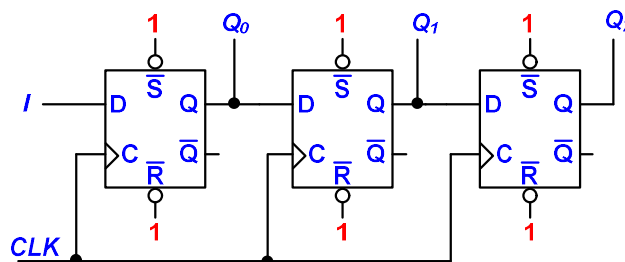 1 Q0 1 Q1 1
S̅ S̅ S̅
I D Q D Q D Q
C Q̅ C Q̅ C Q̅
R̅ R̅ R̅
1 1 1
CLK